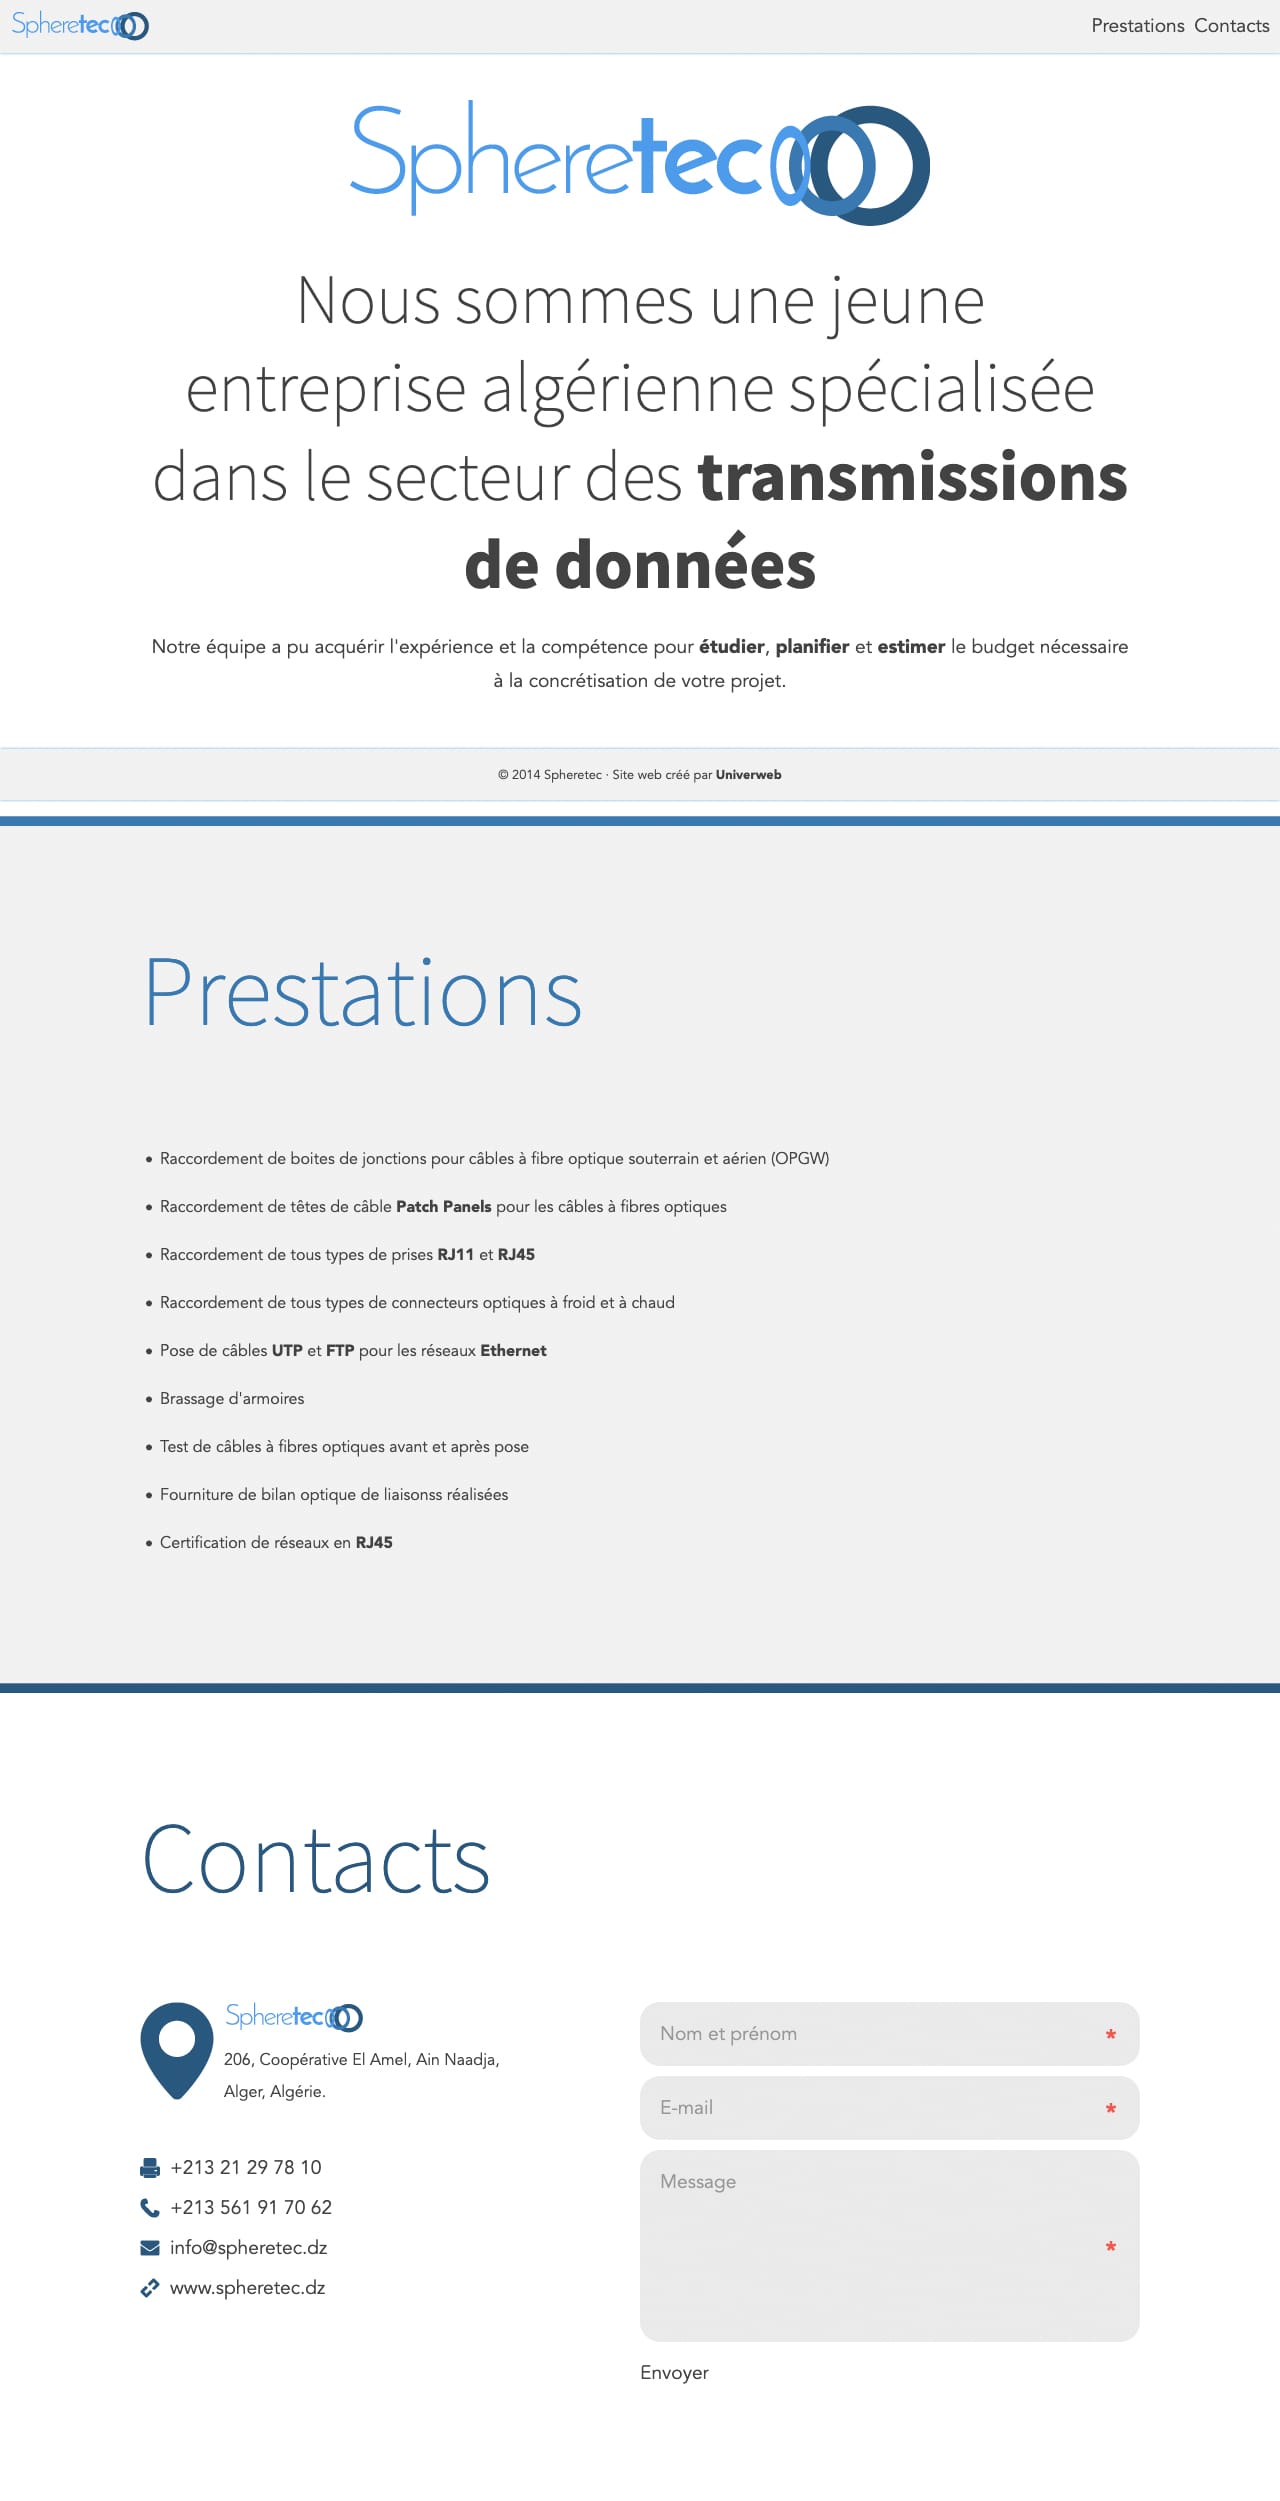 Spheretec
Prestations Contacts
Spheretec
Nous sommes une jeune
entreprise algérienne spécialisée
dans le secteur des transmissions
de données
Notre équipe a pu acquérir l'expérience et la compétence pour étudier, planifier et estimer le budget nécessaire
à la concrétisation de votre projet.
© 2014 Spheretec · Site web créé par Univerweb
Prestations
• Raccordement de boites de jonctions pour câbles à fibre optique souterrain et aérien (OPGW)
• Raccordement de têtes de câble Patch Panels pour les câbles à fibres optiques
• Raccordement de tous types de prises RJ11 et RJ45
• Raccordement de tous types de connecteurs optiques à froid et à chaud
• Pose de câbles UTP et FTP pour les réseaux Ethernet
• Brassage d'armoires
• Test de câbles à fibres optiques avant et après pose
• Fourniture de bilan optique de liaisonss réalisées
• Certification de réseaux en RJ45
Contacts
Spheretec
206, Coopérative El Amel, Ain Naadja,
Alger, Algérie.
+213 21 29 78 10
+213 561 91 70 62
info@spheretec.dz
www.spheretec.dz
Nom et prénom *
E-mail *
Message
*
Envoyer